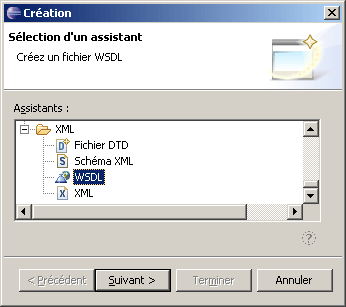 Création
Sélection d'un assistant
Créez un fichier WSDL
Assistants :
XML
Fichier DTD
Schéma XML
WSDL
XML
< Précédent Suivant > Terminer Annuler